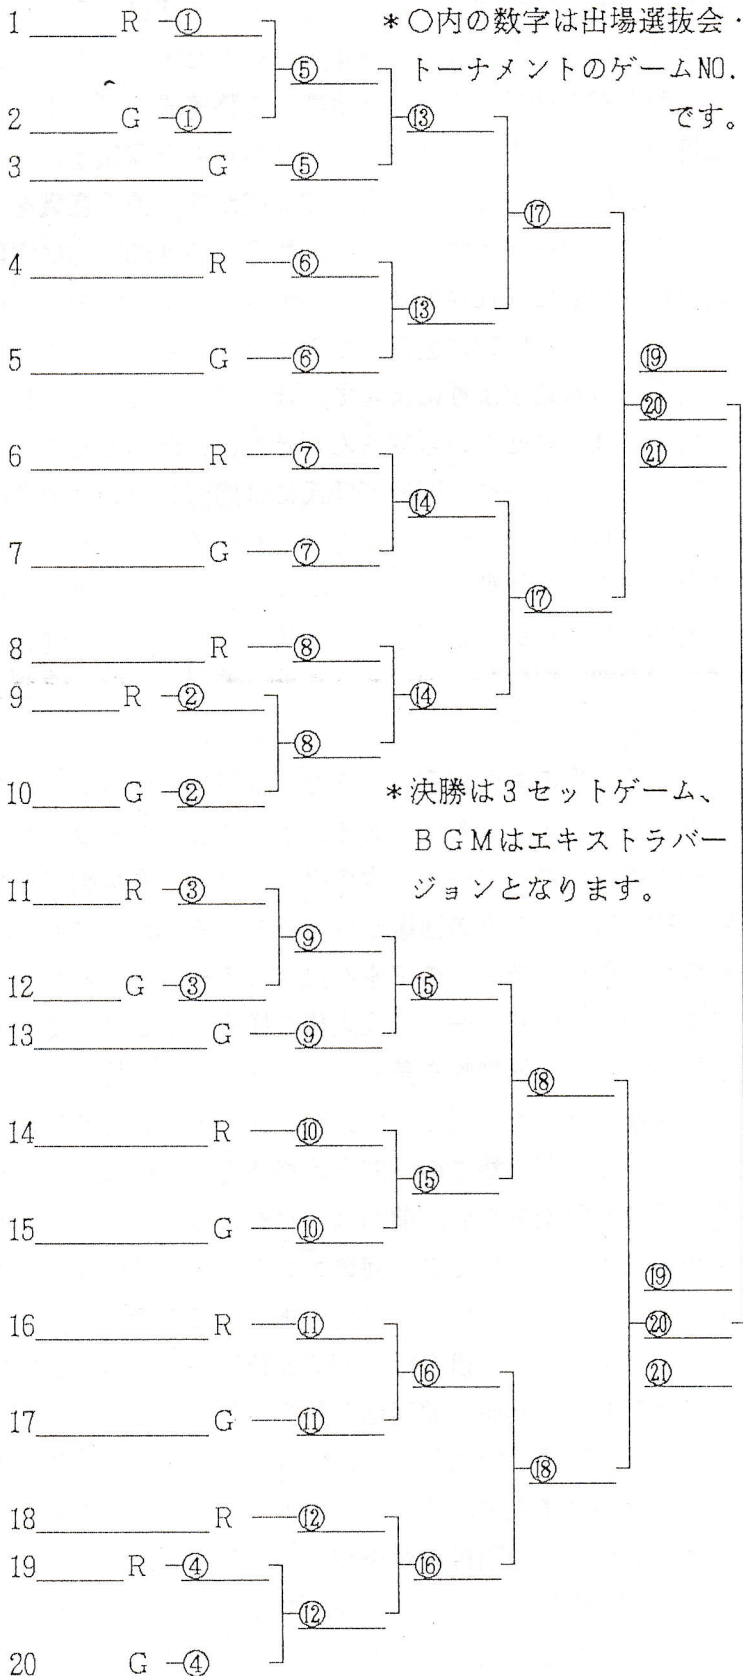 1 R ①
＊○内の数字は出場選抜会・
⑤
トーナメントのゲームNO.
2 G ① ⑬
です。
3 G ⑤
⑰
4 R ⑥
⑬
5 G ⑥ ⑲
⑳
6 R ⑦ ㉑
⑭
7 G ⑦
⑰
8 R ⑧
9 R ② ⑭
⑧
10 G ②
＊決勝は3セットゲーム、
BGMはエキストラバー
11 R ③
ジョンとなります。
⑨
12 G ③ ⑮
13 G ⑨
⑱
14 R ⑩
⑮
15 G ⑩
⑲
16 R ⑪ ⑳
⑯ ㉑
17 G ⑪
⑱
18 R ⑫
19 R ④ ⑯
⑫
20 G ④